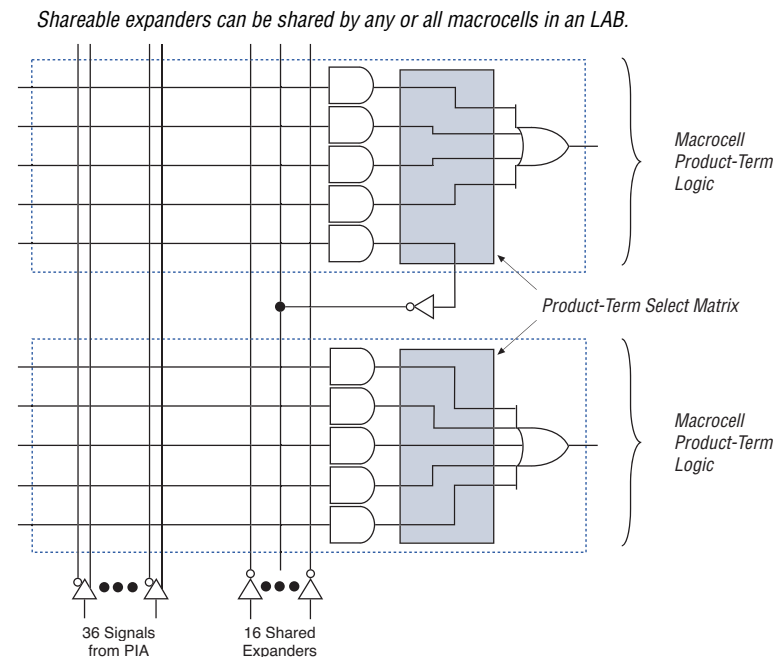 Shareable expanders can be shared by any or all macrocells in an LAB.
Macrocell
Product-Term
Logic
Product-Term Select Matrix
Macrocell
Product-Term
Logic
36 Signals
from PIA
16 Shared
Expanders